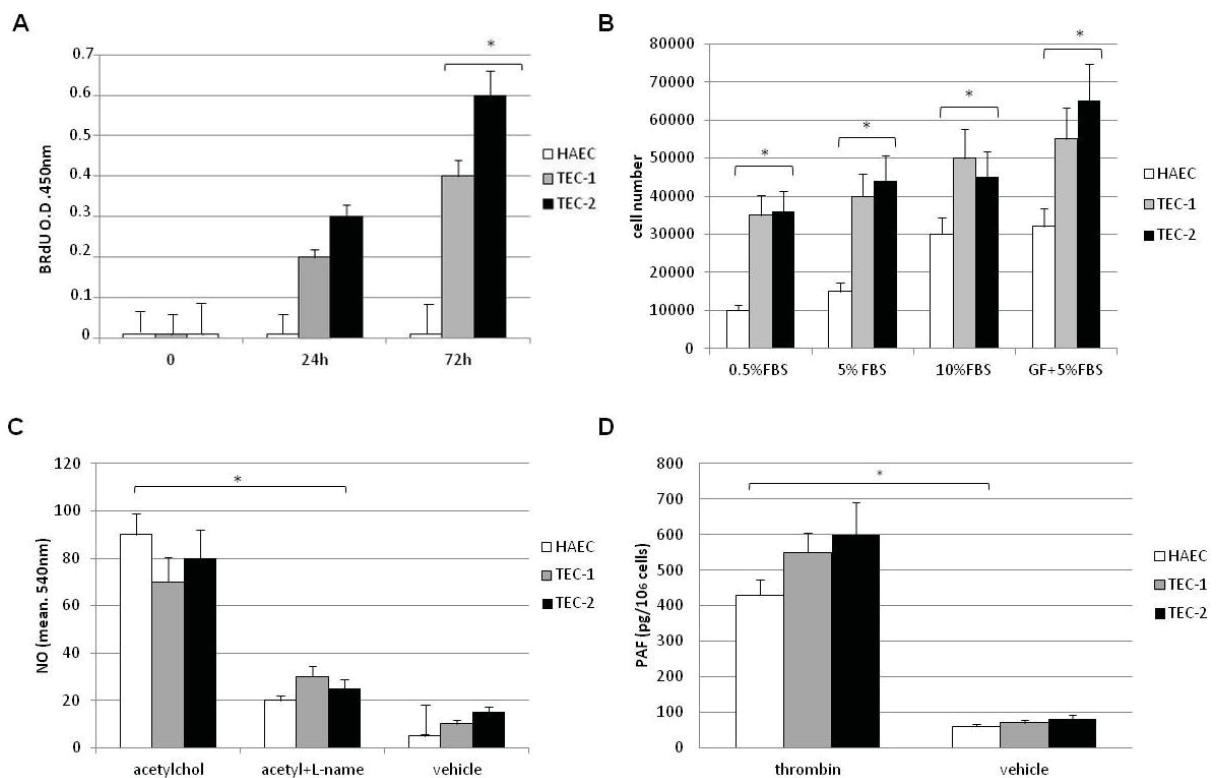 A
BRdU O.D.450nm
0.7
0.6
0.5
0.4
0.3
0.2
0.1
0
*
0
24h
72h
HAEC
TEC-1
TEC-2
B
cell number
80000
70000
60000
50000
40000
30000
20000
10000
0
*
*
*
*
0.5%FBS
5% FBS
10%FBS
GF+5%FBS
HAEC
TEC-1
TEC-2
C
NO (mean. 540nm)
120
100
80
60
40
20
0
*
acetylchol
acetyl+L-name
vehicle
HAEC
TEC-1
TEC-2
D
PAF (pg/10₆ cells)
800
700
600
500
400
300
200
100
0
*
thrombin
vehicle
HAEC
TEC-1
TEC-2